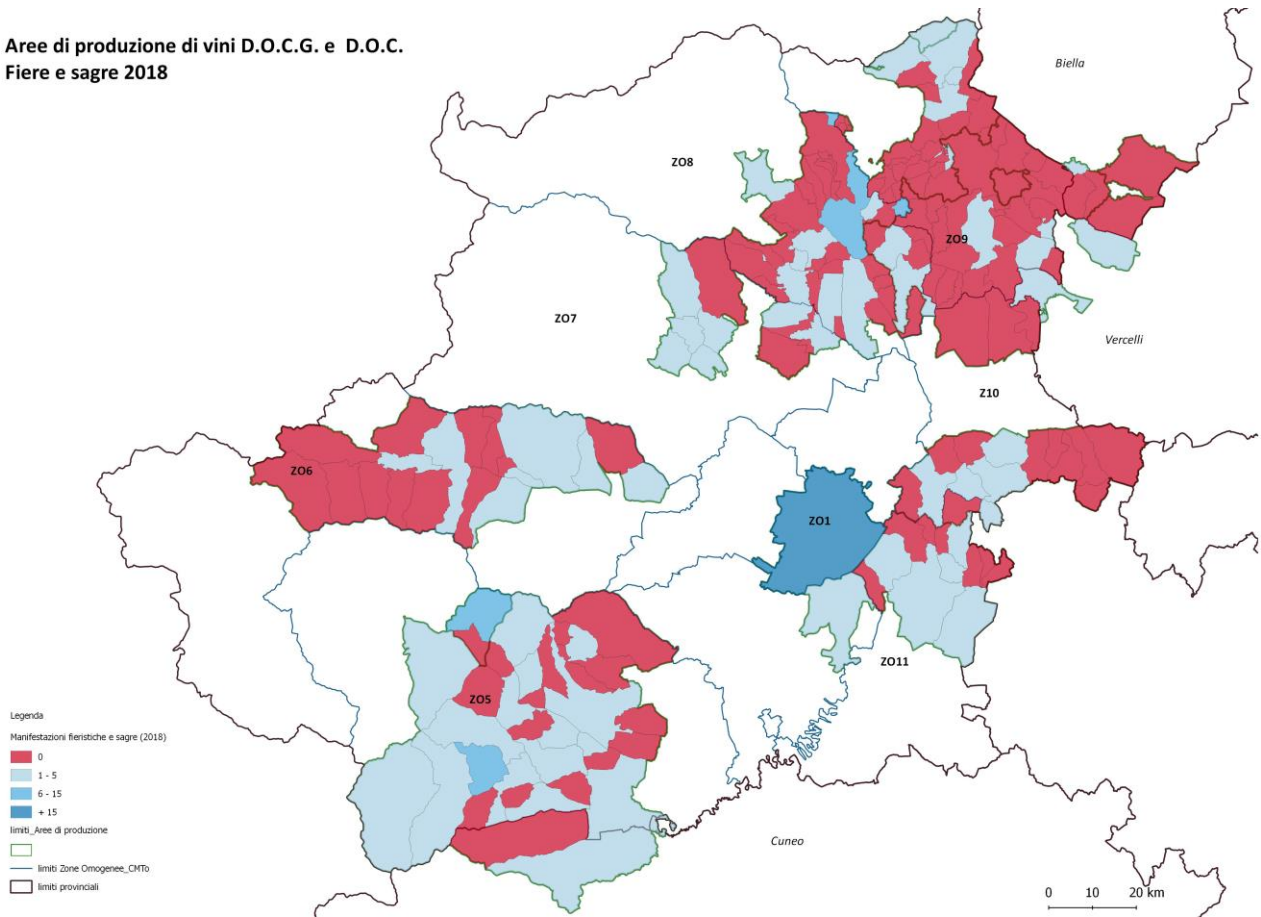 Aree di produzione di vini D.O.C.G. e D.O.C.
Fiere e sagre 2018
Biella
ZO8
ZO9
ZO7
Vercelli
Z10
ZO6
ZO1
ZO11
ZO5
Cuneo
Legenda
Manifestazioni fieristiche e sagre (2018)
0
1 - 5
6 - 15
+ 15
limiti_Aree di produzione
limiti Zone Omogenee_CMTo
limiti provinciali
0 10 20 km